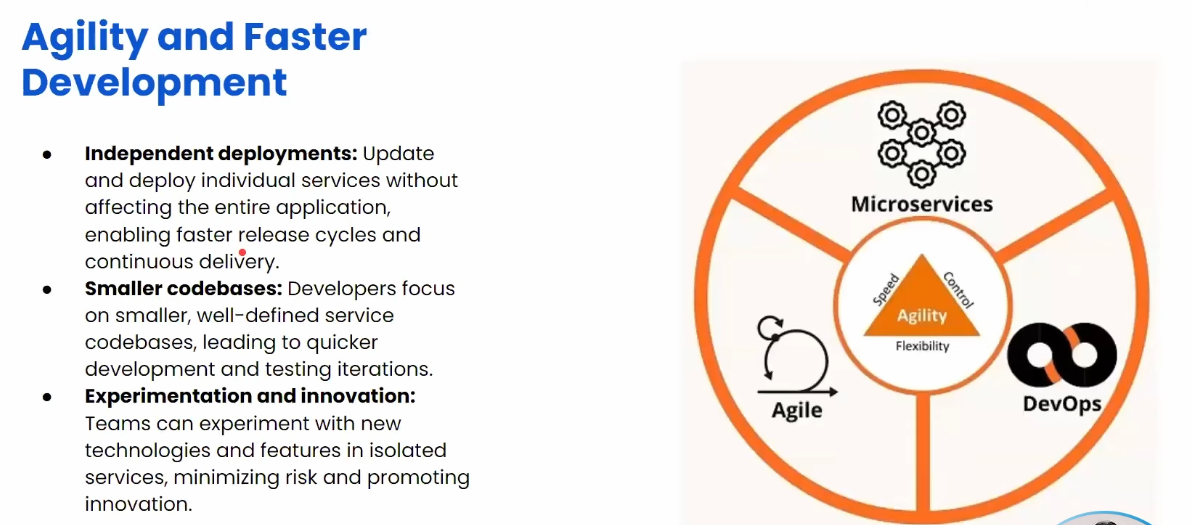 Agility and Faster
Development
● Independent deployments: Update
and deploy individual services without
affecting the entire application,
enabling faster release cycles and
continuous delivery.
● Smaller codebases: Developers focus
on smaller, well-defined service
codebases, leading to quicker
development and testing iterations.
● Experimentation and innovation:
Teams can experiment with new
technologies and features in isolated
services, minimizing risk and promoting
innovation.
Microservices
Speed
Control
Agility
Flexibility
Agile
DevOps